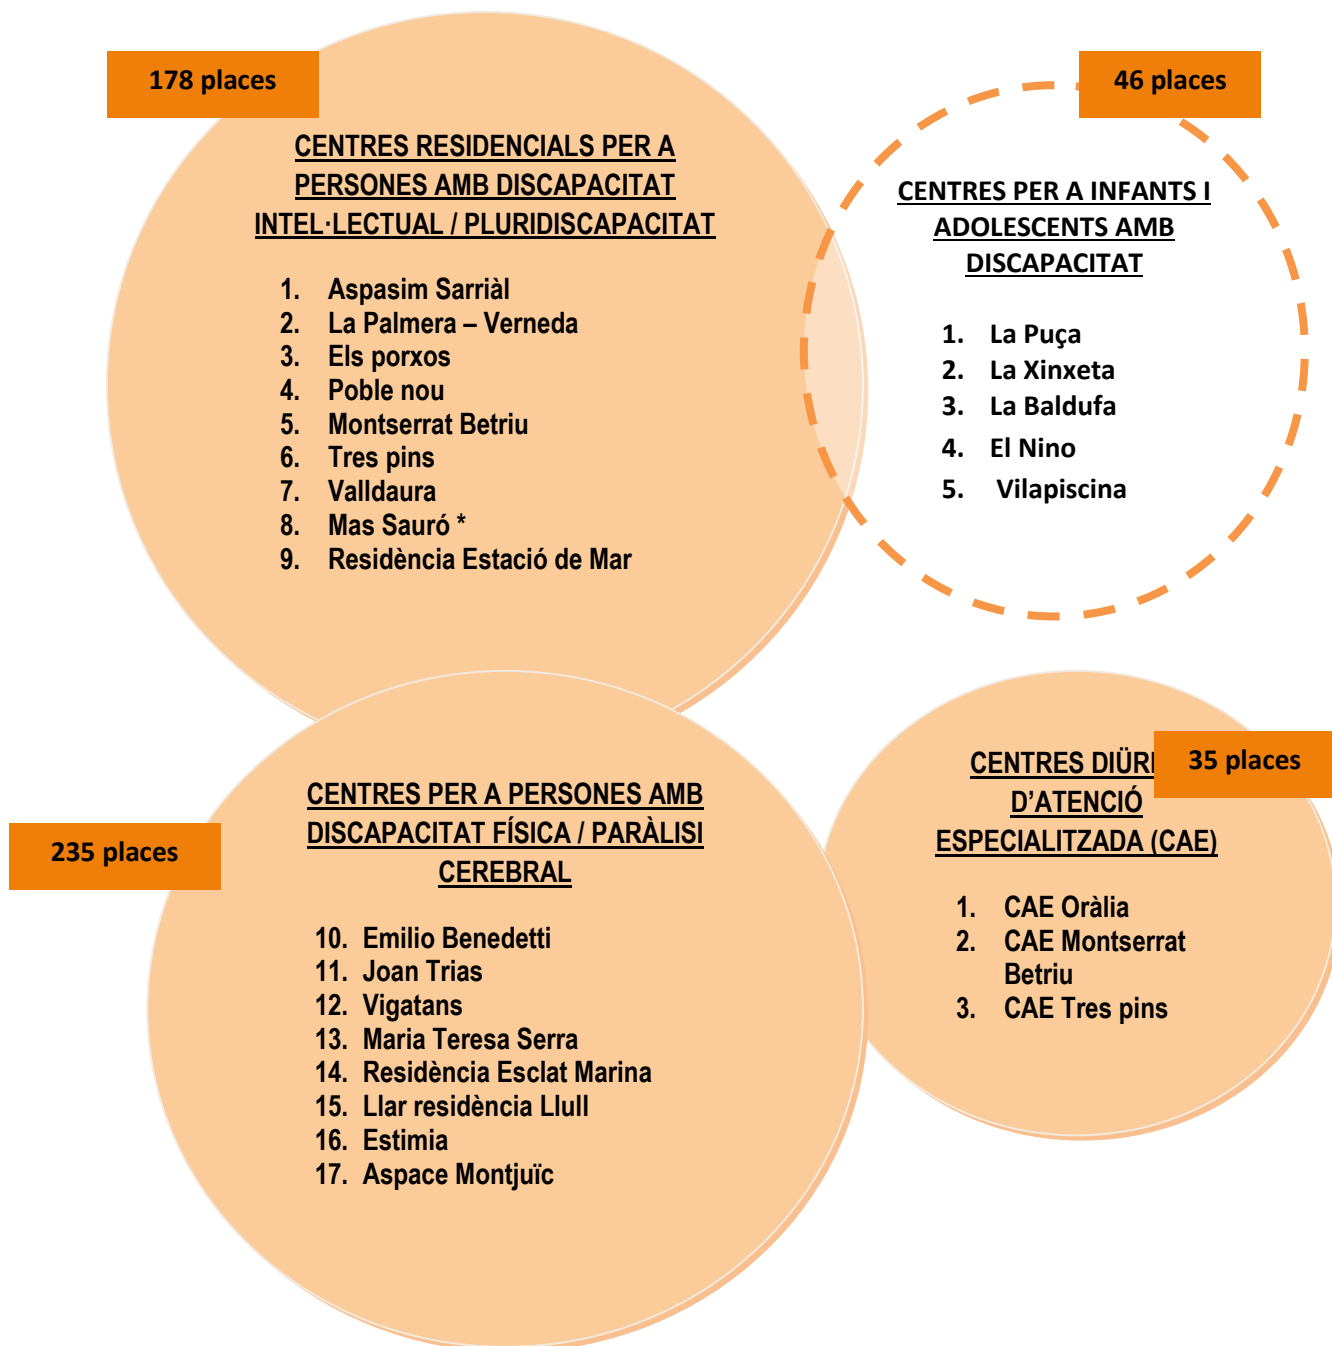 178 places
CENTRES RESIDENCIALS PER A
PERSONES AMB DISCAPACITAT
INTEL·LECTUAL / PLURIDISCAPACITAT
1. Aspasim Sarriàl
2. La Palmera – Verneda
3. Els porxos
4. Poble nou
5. Montserrat Betriu
6. Tres pins
7. Valldaura
8. Mas Sauró *
9. Residència Estació de Mar
46 places
CENTRES PER A INFANTS I
ADOLESCENTS AMB
DISCAPACITAT
1. La Puça
2. La Xinxeta
3. La Baldufa
4. El Nino
5. Vilapiscina
235 places
CENTRES PER A PERSONES AMB
DISCAPACITAT FÍSICA / PARÀLISI
CEREBRAL
10. Emilio Benedetti
11. Joan Trias
12. Vigatans
13. Maria Teresa Serra
14. Residència Esclat Marina
15. Llar residència Llull
16. Estimia
17. Aspace Montjuïc
35 places
CENTRES
D'ATENCIÓ
ESPECIALITZADA (CAE)
1. CAE Oràlia
2. CAE Montserrat
Betriu
3. CAE Tres pins